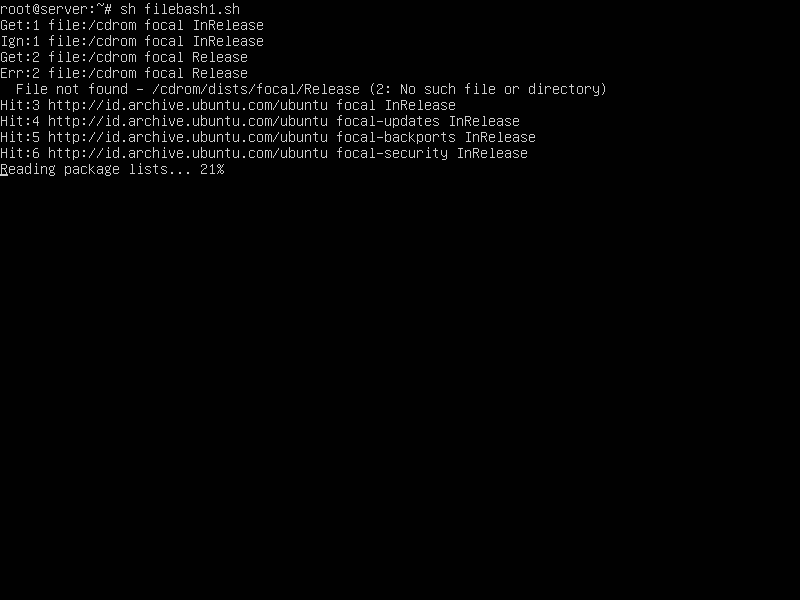 root@server:~# sh filebash1.sh
Get:1 file:/cdrom focal InRelease
Ign:1 file:/cdrom focal InRelease
Get:2 file:/cdrom focal Release
Err:2 file:/cdrom focal Release
  File not found - /cdrom/dists/focal/Release (2: No such file or directory)
Hit:3 http://id.archive.ubuntu.com/ubuntu focal InRelease
Hit:4 http://id.archive.ubuntu.com/ubuntu focal-updates InRelease
Hit:5 http://id.archive.ubuntu.com/ubuntu focal-backports InRelease
Hit:6 http://id.archive.ubuntu.com/ubuntu focal-security InRelease
Reading package lists... 21%